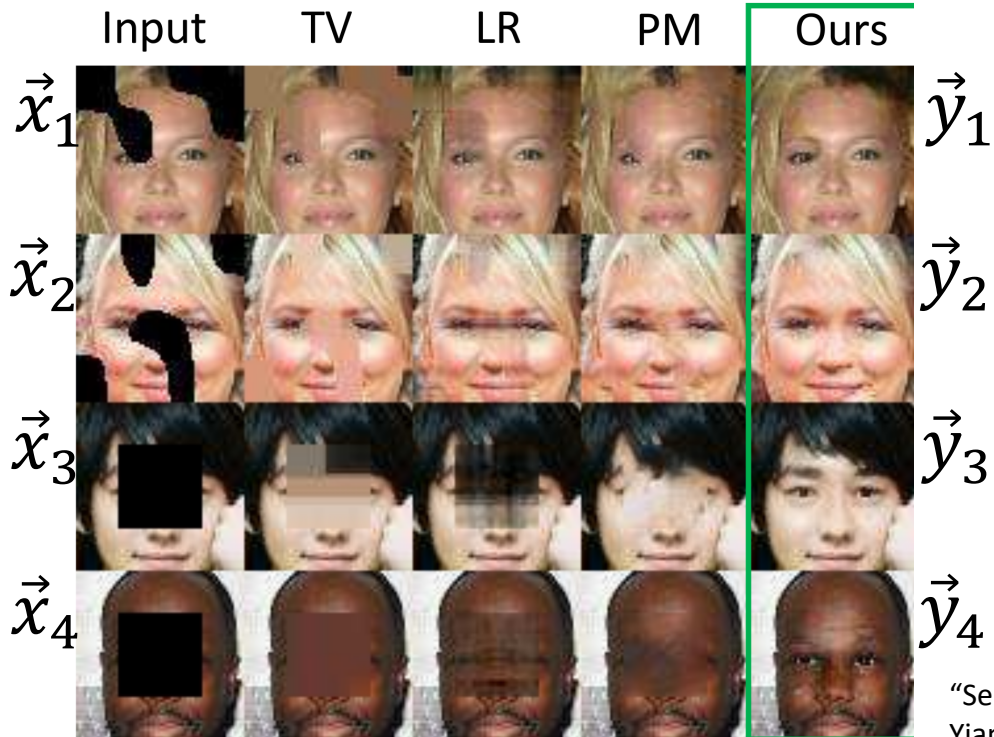 Input TV LR PM Ours
x⃗₁ y⃗₁
x⃗₂ y⃗₂
x⃗₃ y⃗₃
x⃗₄ y⃗₄
“Se